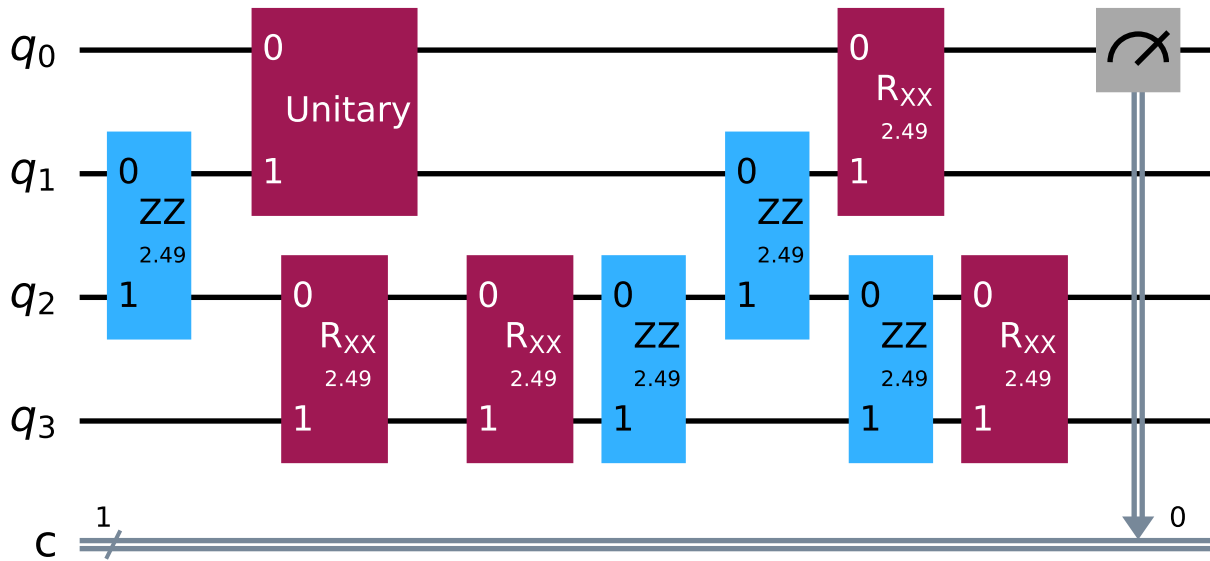 q0 0 0
Unitary RXX
2.49
q1 0 1 0 1
ZZ ZZ
2.49 2.49
q2 1 0 0 0 1 0 0
RXX RXX ZZ ZZ RXX
2.49 2.49 2.49 2.49 2.49
q3 1 1 1 1 1
1 0
c